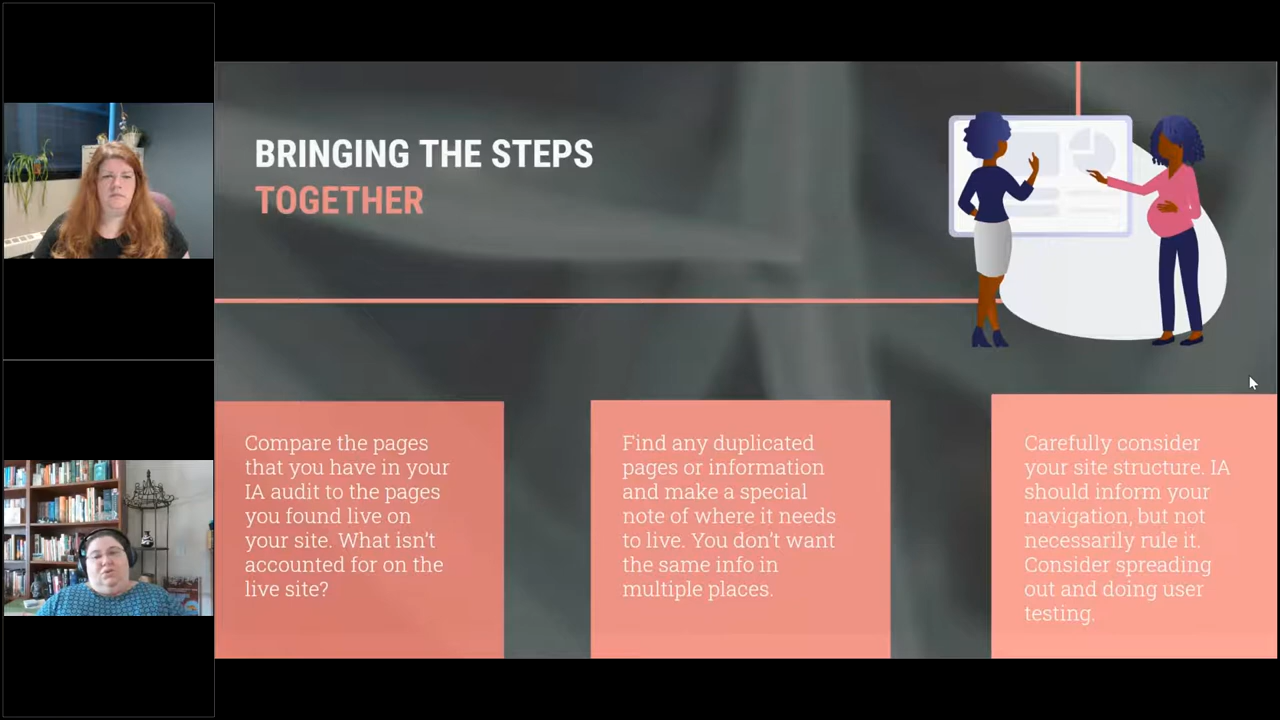 BRINGING THE STEPS
TOGETHER
Compare the pages
that you have in your
IA audit to the pages
you found live on
your site. What isn't
accounted for on the
live site?
Find any duplicated
pages or information
and make a special
note of where it needs
to live. You don't want
the same info in
multiple places.
Carefully consider
your site structure. IA
should inform your
navigation, but not
necessarily rule it.
Consider spreading
out and doing user
testing.